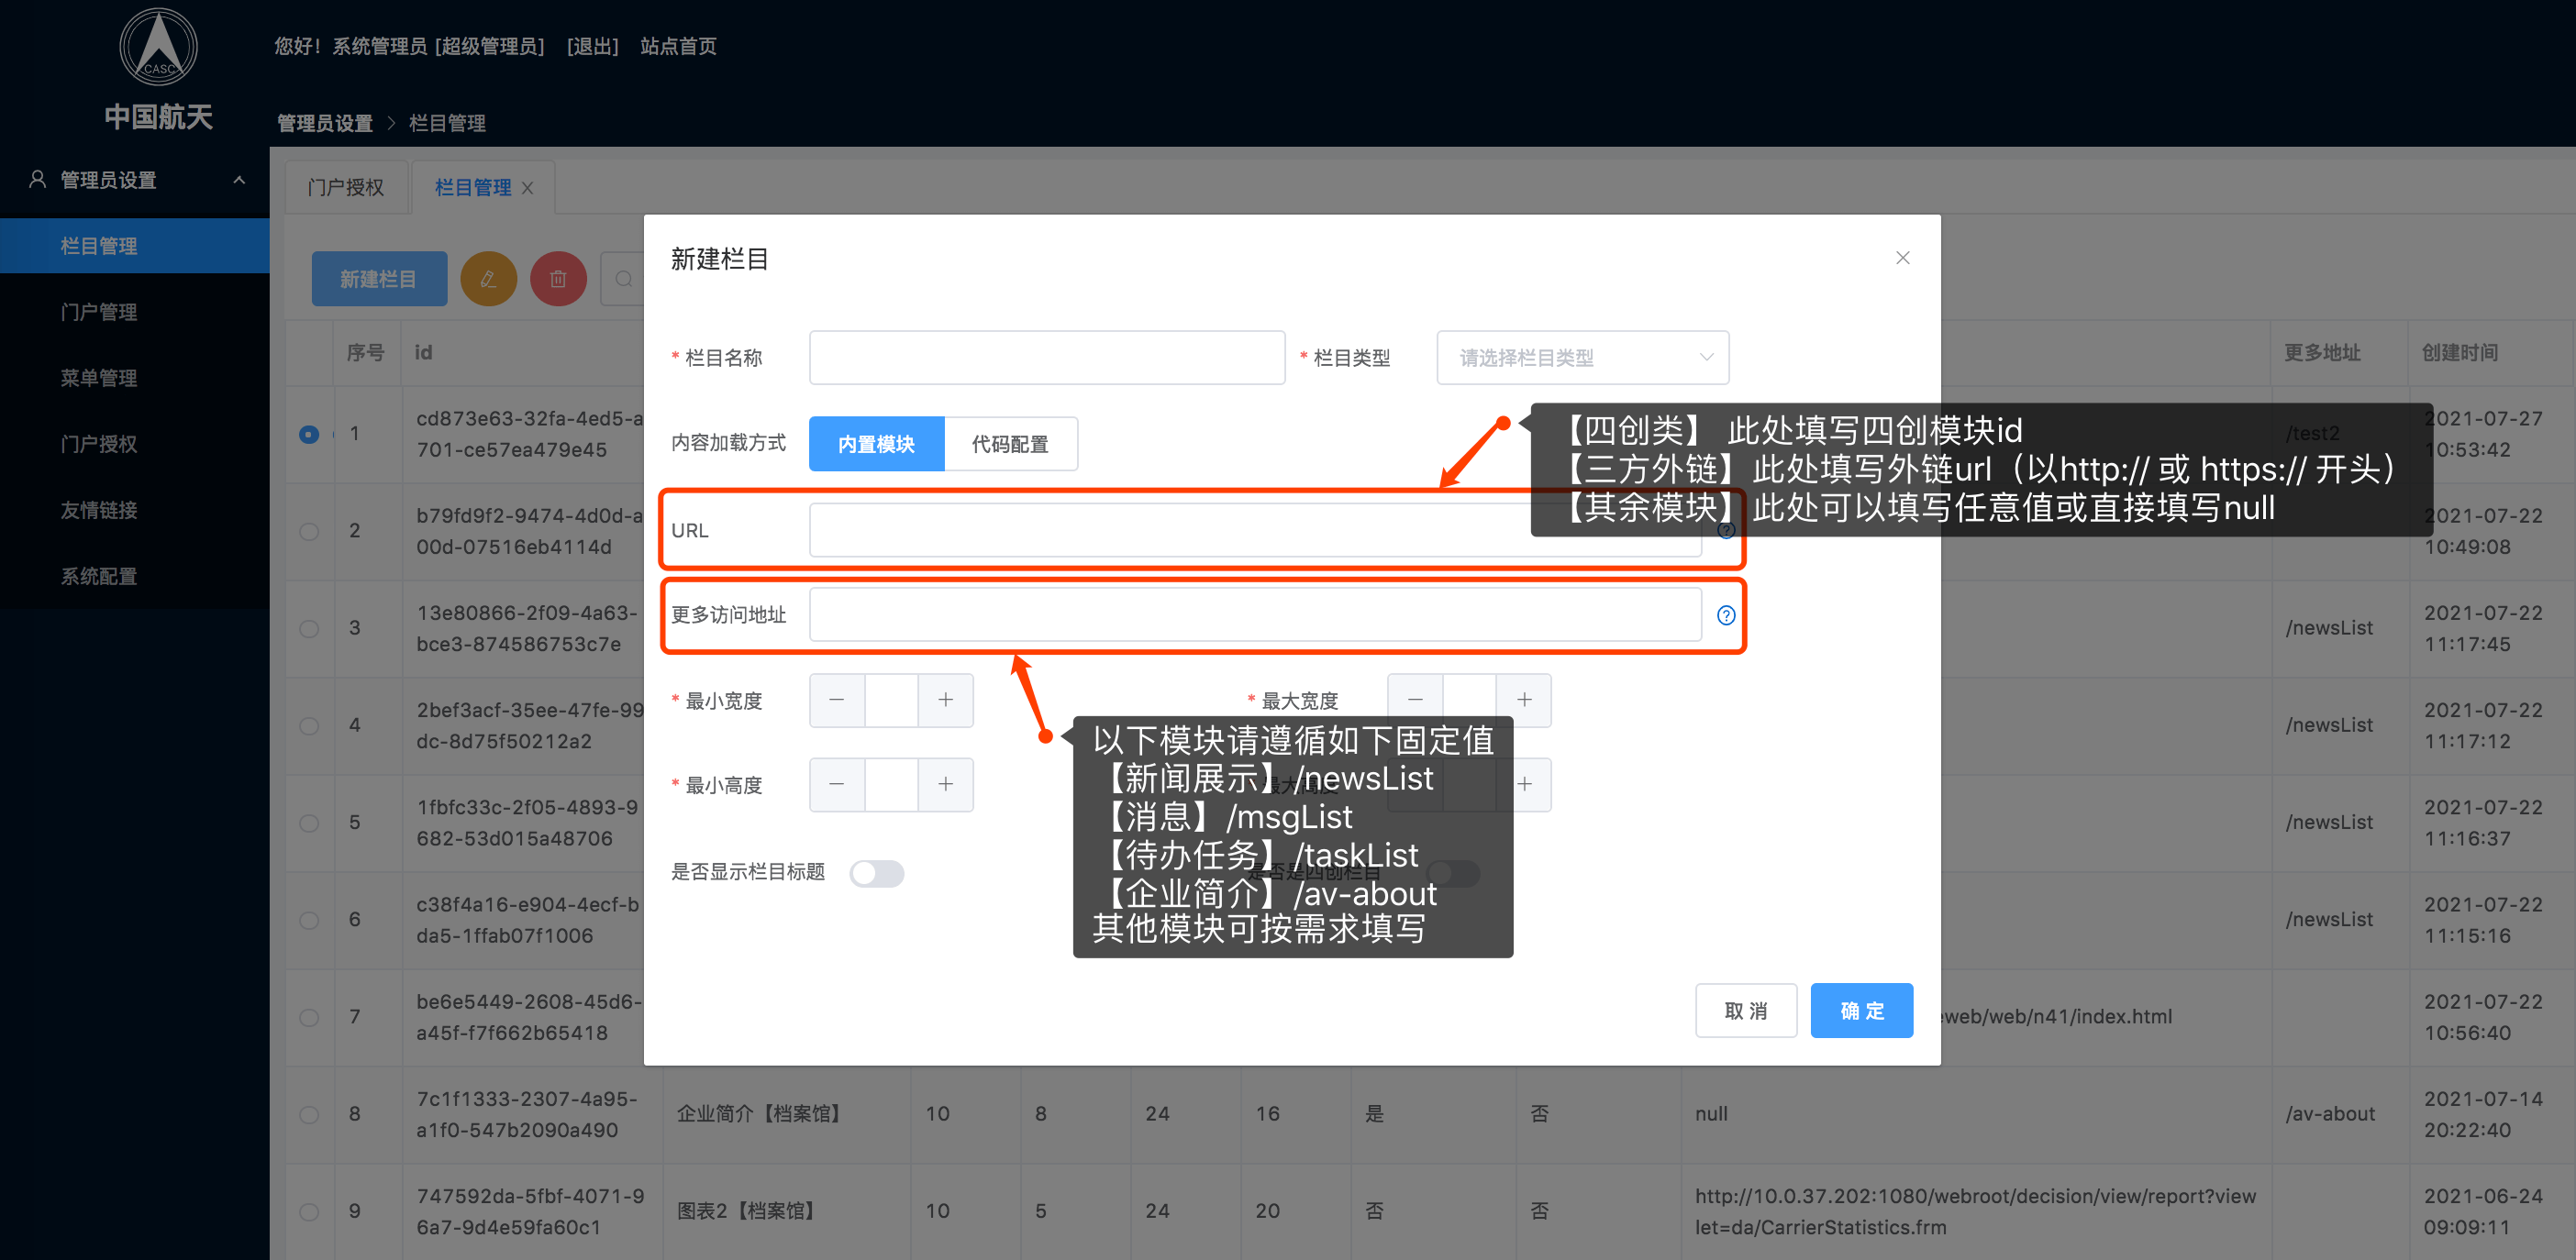 CASC
中国航天
您好！系统管理员 [超级管理员] [退出] 站点首页
管理员设置 > 栏目管理
管理员设置
栏目管理
门户管理
菜单管理
门户授权
友情链接
系统配置
门户授权
栏目管理
新建栏目
序号 id 更多地址 创建时间
1 cd873e63-32fa-4ed5-a
701-ce57ea479e45
/test2
2021-07-27
10:53:42
2 b79fd9f2-9474-4d0d-a
00d-07516eb4114d
2021-07-22
10:49:08
3 13e80866-2f09-4a63-
bce3-874586753c7e
/newsList
2021-07-22
11:17:45
4 2bef3acf-35ee-47fe-99
dc-8d75f50212a2
/newsList
2021-07-22
11:17:12
5 1fbfc33c-2f05-4893-9
682-53d015a48706
/newsList
2021-07-22
11:16:37
6 c38f4a16-e904-4ecf-b
da5-1ffab07f1006
/newsList
2021-07-22
11:15:16
7 be6e5449-2608-45d6-
a45f-f7f662b65418
eweb/web/n41/index.html
2021-07-22
10:56:40
8 7c1f1333-2307-4a95-
a1f0-547b2090a490
企业简介【档案馆】 10 8 24 16 是 否 null /av-about
2021-07-14
20:22:40
9 747592da-5fbf-4071-9
6a7-9d4e59fa60c1
图表2【档案馆】 10 5 24 20 否 否
http://10.0.37.202:1080/webroot/decision/view/report?view
let=da/CarrierStatistics.frm
2021-06-24
09:09:11
新建栏目
* 栏目名称
* 栏目类型 请选择栏目类型
内容加载方式 内置模块 代码配置
URL
更多访问地址
* 最小宽度
* 最大宽度
* 最小高度
最大高度
是否显示栏目标题
是否是四创栏目
取 消
确 定
【四创类】 此处填写四创模块id
【三方外链】此处填写外链url（以http:// 或 https:// 开头）
【其余模块】此处可以填写任意值或直接填写null
以下模块请遵循如下固定值
【新闻展示】/newsList
【消息】/msgList
【待办任务】/taskList
【企业简介】/av-about
其他模块可按需求填写